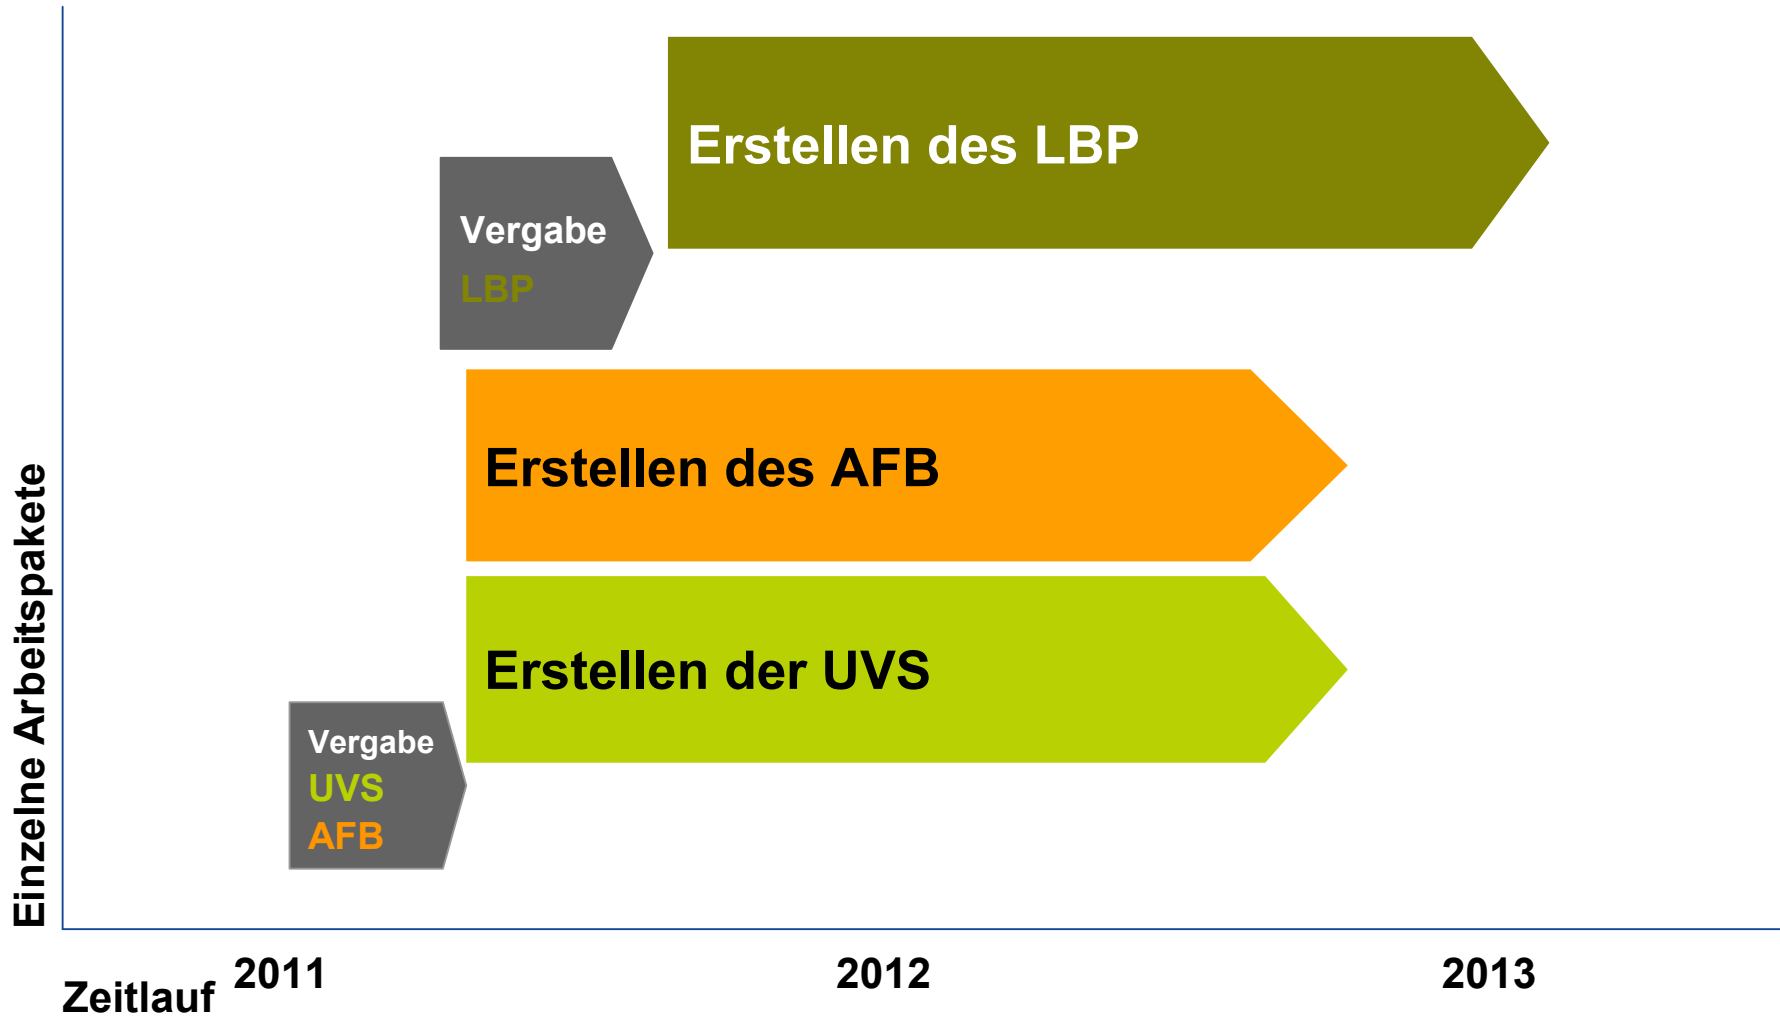 Erstellen des LBP
Vergabe
LBP
Erstellen des AFB
Erstellen der UVS
Vergabe
UVS
AFB
Einzelne Arbeitspakete
2011
2012
2013
Zeitlauf